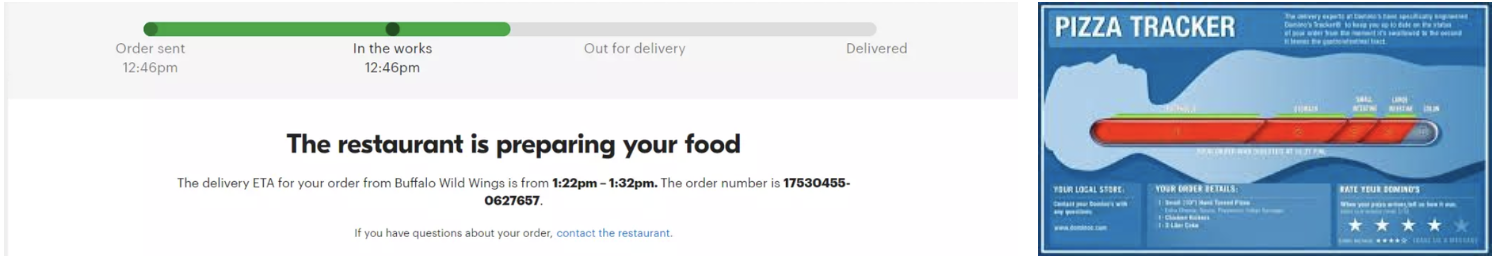 Order sent
12:46pm
In the works
12:46pm
Out for delivery
Delivered
The restaurant is preparing your food
The delivery ETA for your order from Buffalo Wild Wings is from 1:22pm – 1:32pm. The order number is 17530455-
0627657.
If you have questions about your order, contact the restaurant.
PIZZA TRACKER
The delivery experts at Domino's have specifically engineered
Domino's Tracker® to keep you up to date on the status
of your order from the moment it's swallowed to the second
it leaves the gastrointestinal tract.
STOMACH
SMALL
INTESTINE
LARGE
INTESTINE
COLON
YOUR LOCAL STORE:
Contact your Domino's with
any questions.
www.dominos.com
YOUR ORDER DETAILS:
1 Small (10") Hand Tossed Pizza
1 Chicken Kickers
1 2 Liter Coke
RATE YOUR DOMINO'S
When your pizza arrives, tell us how it was.